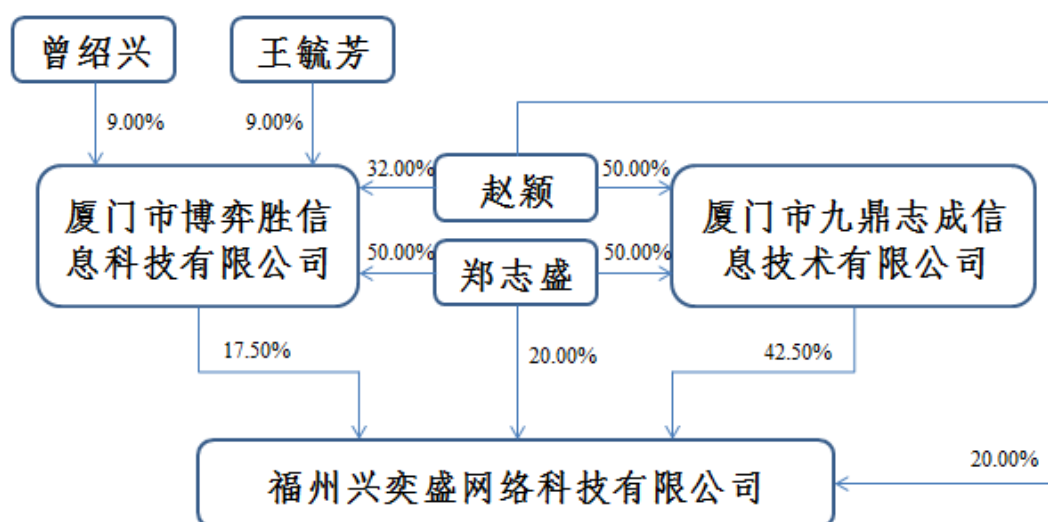 曾绍兴
王毓芳
9.00%
9.00%
赵颖
32.00%
50.00%
厦门市博弈胜信
息科技有限公司
厦门市九鼎志成信
息技术有限公司
郑志盛
50.00%
50.00%
17.50%
20.00%
42.50%
福州兴奕盛网络科技有限公司
20.00%